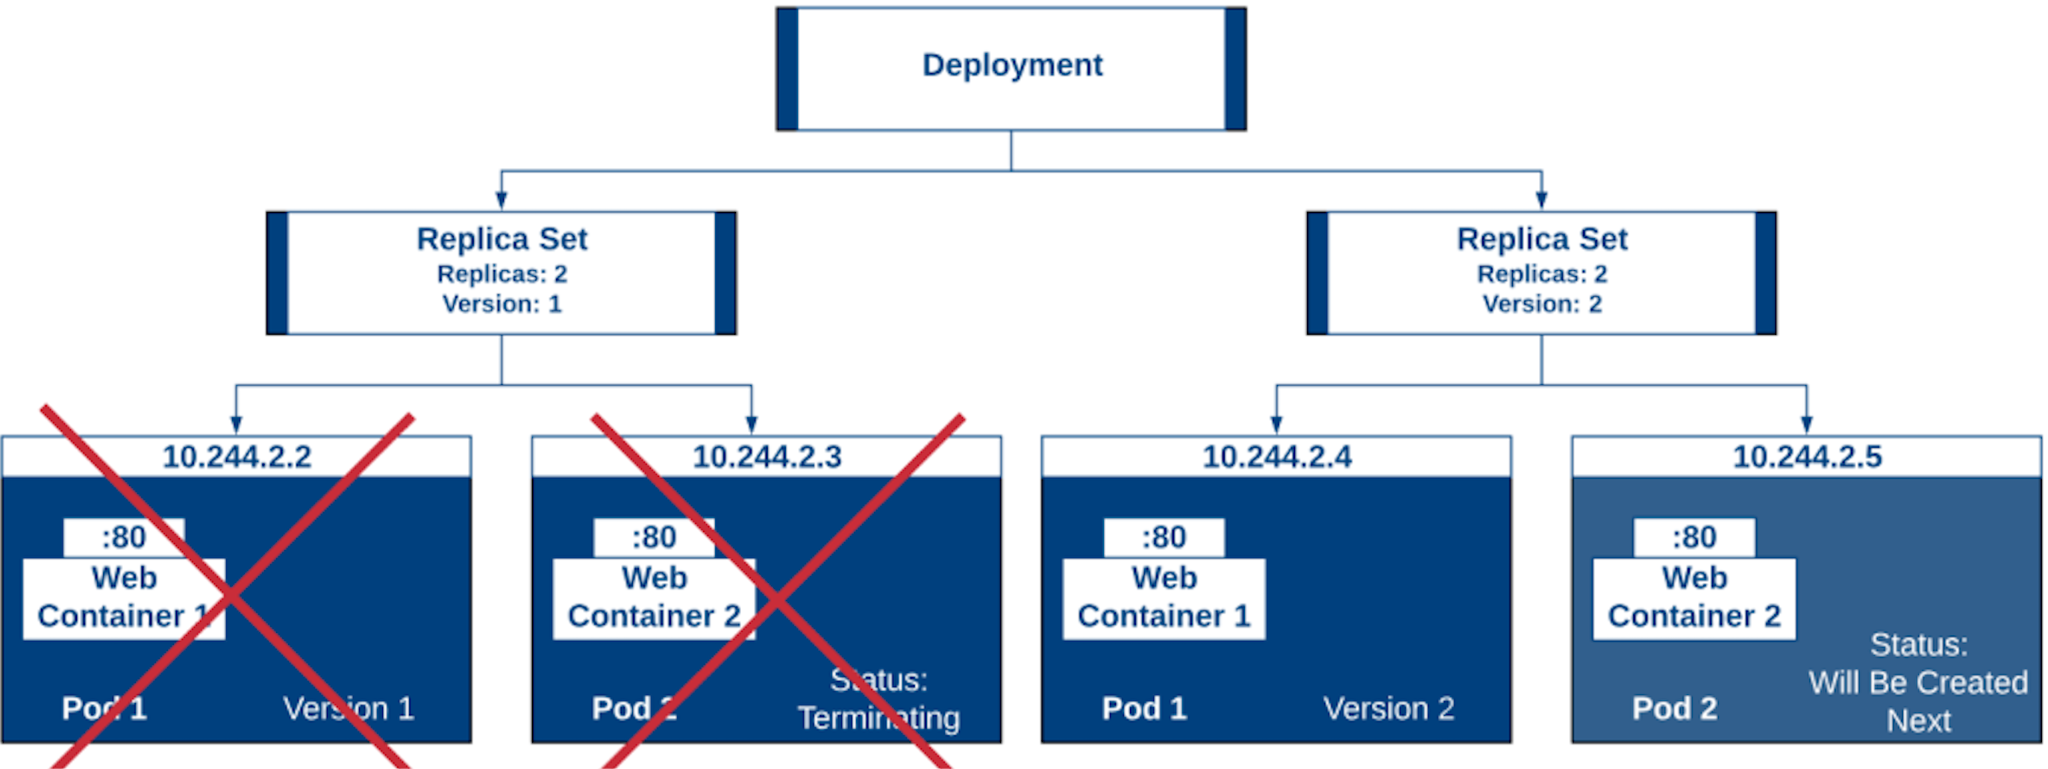 Deployment
Replica Set
Replicas: 2
Version: 1
Replica Set
Replicas: 2
Version: 2
10.244.2.2
:80
Web
Container 1
Pod 1
Version 1
10.244.2.3
:80
Web
Container 2
Pod 2
Status:
Terminating
10.244.2.4
:80
Web
Container 1
Pod 1
Version 2
10.244.2.5
:80
Web
Container 2
Pod 2
Status:
Will Be Created
Next